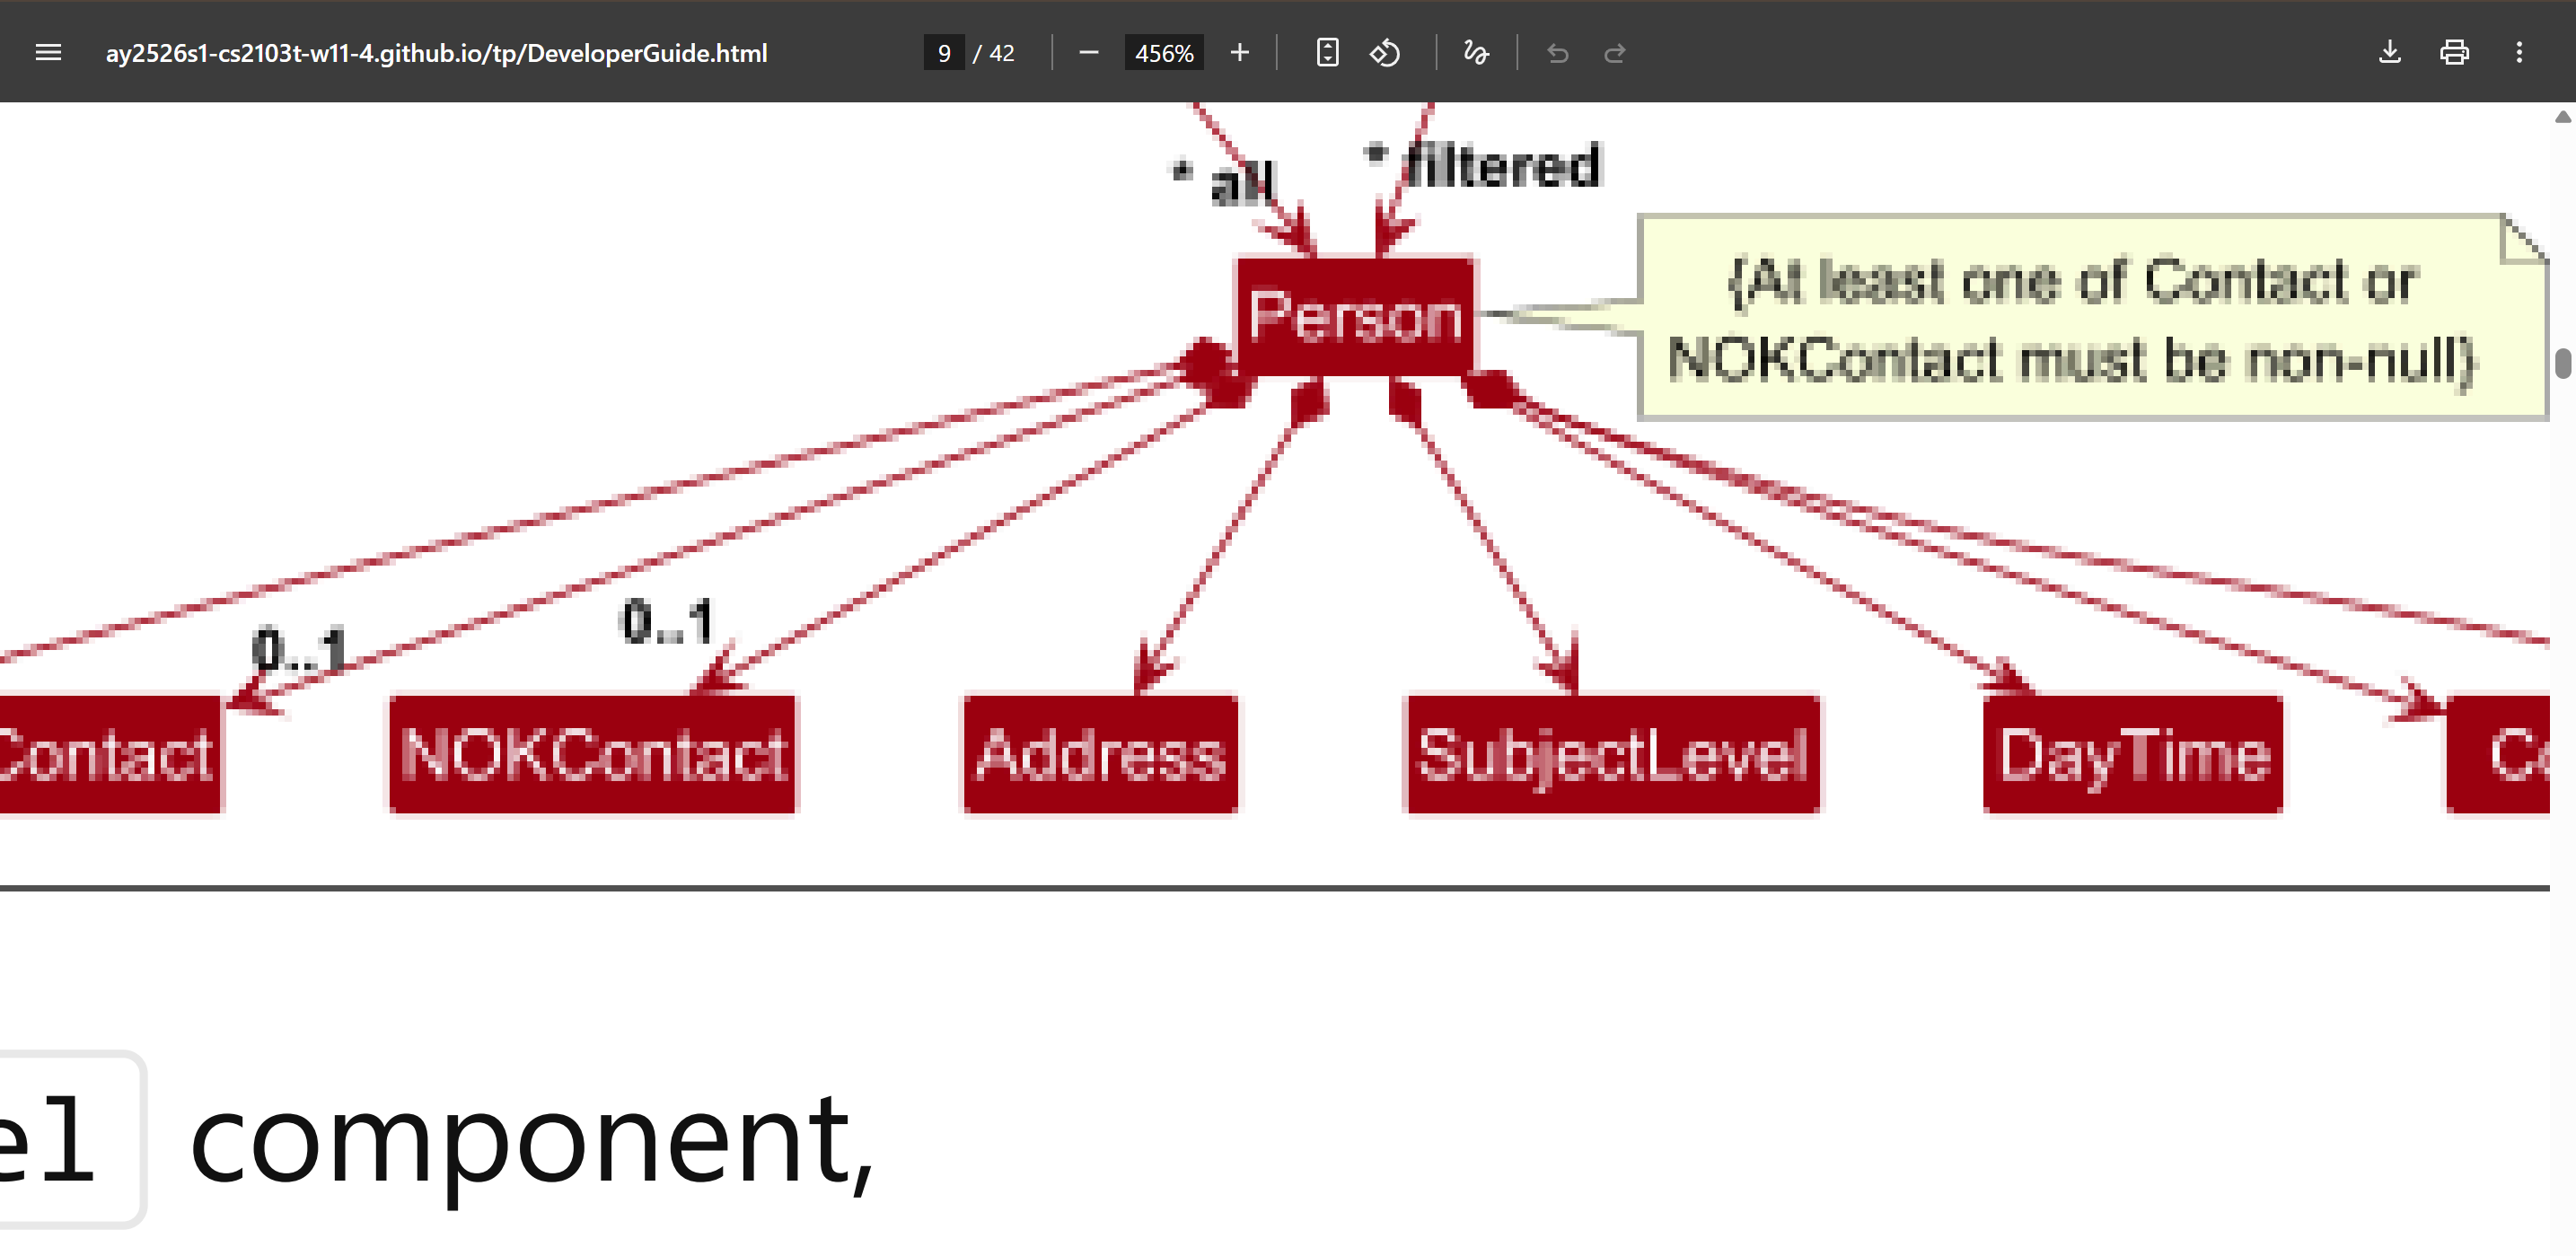 ay2526s1-cs2103t-w11-4.github.io/tp/DeveloperGuide.html
9 / 42
456%
* all
* filtered
Person
{At least one of Contact or
NOKContact must be non-null}
0..1
0..1
Contact
NOKContact
Address
SubjectLevel
DayTime
Co
el component,